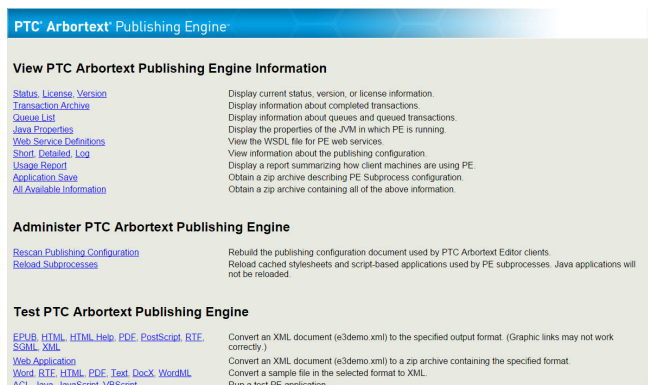 PTC® Arbortext® Publishing Engine™
View PTC Arbortext Publishing Engine Information
Status, License, Version Display current status, version, or license information.
Transaction Archive Display information about completed transactions.
Queue List Display information about queues and queued transactions.
Java Properties Display the properties of the JVM in which PE is running.
Web Service Definitions View the WSDL file for PE web services.
Short, Detailed, Log View information about the publishing configuration.
Usage Report Display a report summarizing how client machines are using PE.
Application Save Obtain a zip archive describing PE Subprocess configuration.
All Available Information Obtain a zip archive containing all of the above information.
Administer PTC Arbortext Publishing Engine
Rescan Publishing Configuration Rebuild the publishing configuration document used by PTC Arbortext Editor clients.
Reload Subprocesses Reload cached stylesheets and script-based applications used by PE subprocesses. Java applications will
not be reloaded.
Test PTC Arbortext Publishing Engine
EPUB, HTML, HTML Help, PDF, PostScript, RTF, Convert an XML document (e3demo.xml) to the specified output format. (Graphic links may not work
SGML, XML correctly.)
Web Application Convert an XML document (e3demo.xml) to a zip archive containing the specified format.
Word, RTF, HTML, PDF, Text, DocX, WordML Convert a sample file in the selected format to XML.
ACL, Java, JavaScript, VBScript Run a test PE application.